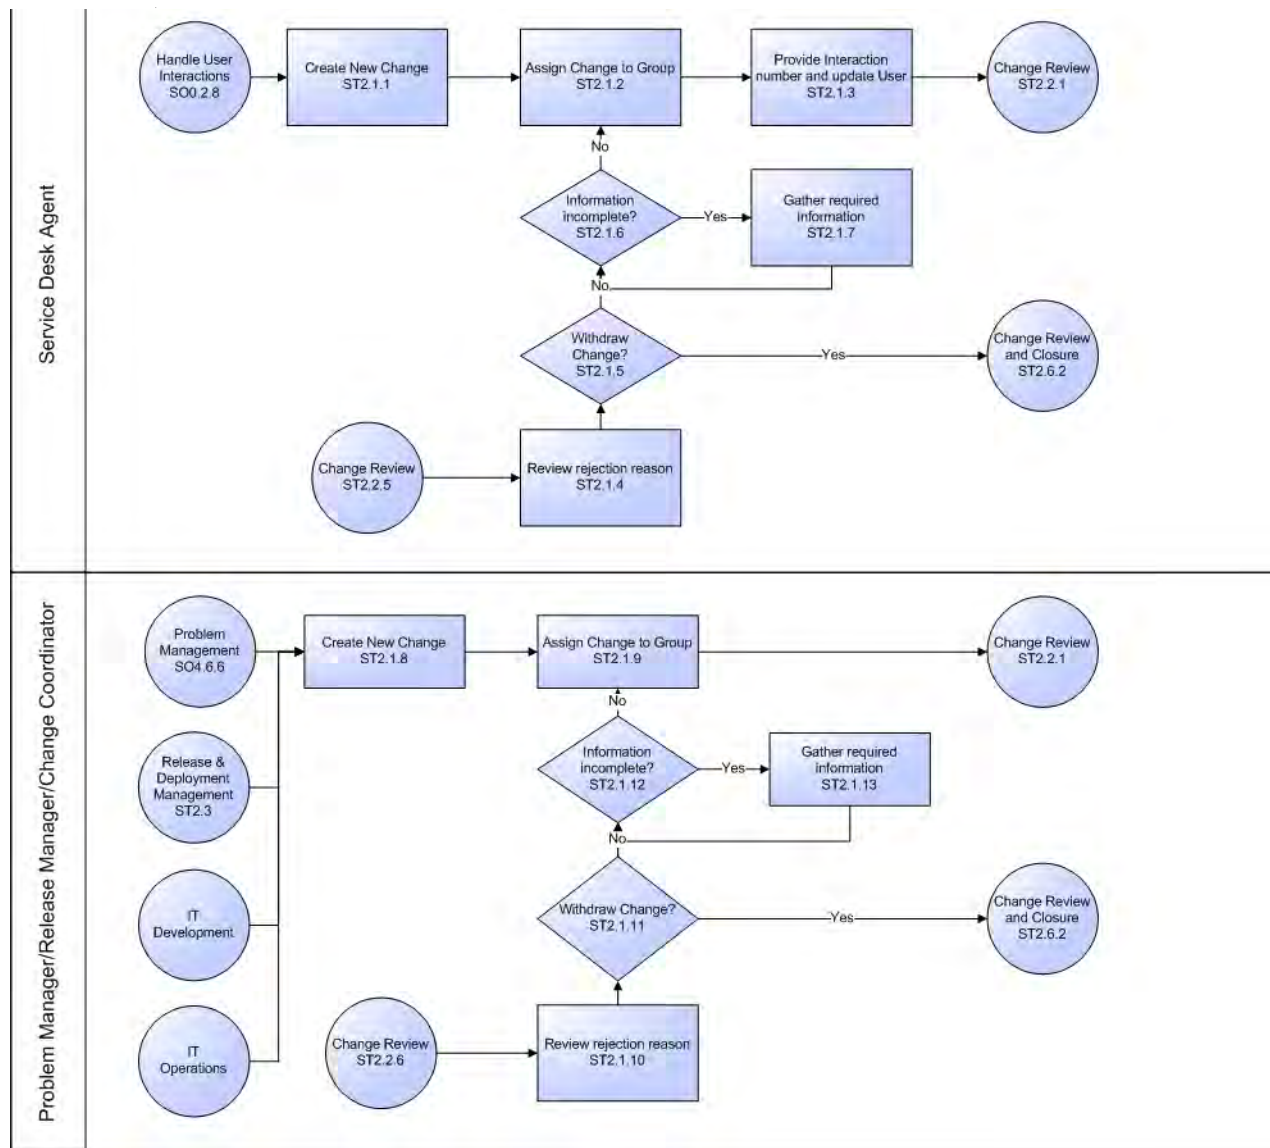 Service Desk Agent
Handle User
Interactions
SO0.2.8
Create New Change
ST2.1.1
Assign Change to Group
ST2.1.2
Provide Interaction
number and update User
ST2.1.3
Change Review
ST2.2.1
No
Information
incomplete?
ST2.1.6
Yes
Gather required
information
ST2.1.7
No
Withdraw
Change?
ST2.1.5
Yes
Change Review
and Closure
ST2.6.2
Change Review
ST2.2.5
Review rejection reason
ST2.1.4
Problem Manager/Release Manager/Change Coordinator
Problem
Management
SO4.6.6
Create New Change
ST2.1.8
Assign Change to Group
ST2.1.9
Change Review
ST2.2.1
No
Release &
Deployment
Management
ST2.3
Information
incomplete?
ST2.1.12
Yes
Gather required
information
ST2.1.13
No
IT
Development
Withdraw Change?
ST2.1.11
Yes
Change Review
and Closure
ST2.6.2
IT
Operations
Change Review
ST2.2.6
Review rejection reason
ST2.1.10